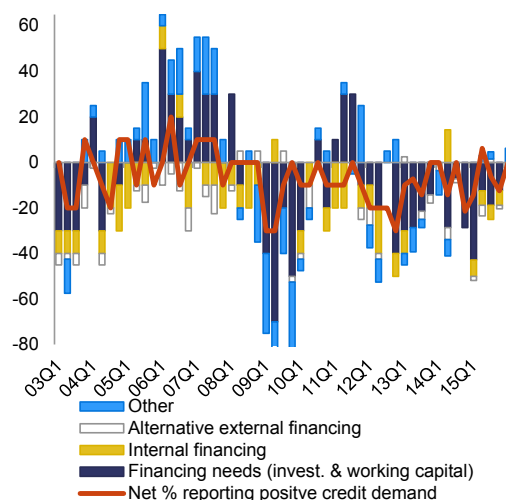 60
40
20
0
-20
-40
-60
-80
03Q1
04Q1
05Q1
06Q1
07Q1
08Q1
09Q1
10Q1
11Q1
12Q1
13Q1
14Q1
15Q1
Other
Alternative external financing
Internal financing
Financing needs (invest. & working capital)
Net % reporting positve credit demand